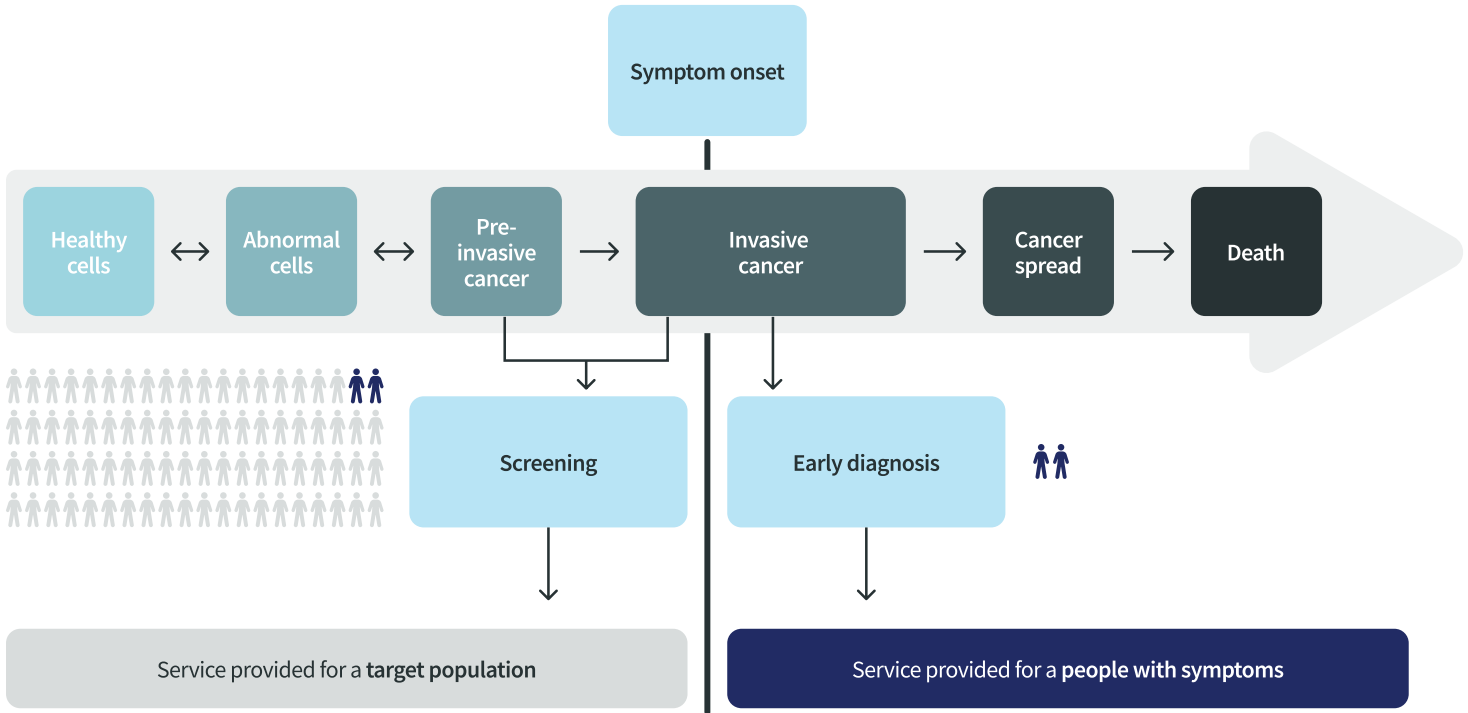 Symptom onset
Healthy
cells
Abnormal
cells
Pre-
invasive
cancer
Invasive
cancer
Cancer
spread
Death
Screening
Early diagnosis
Service provided for a target population
Service provided for a people with symptoms